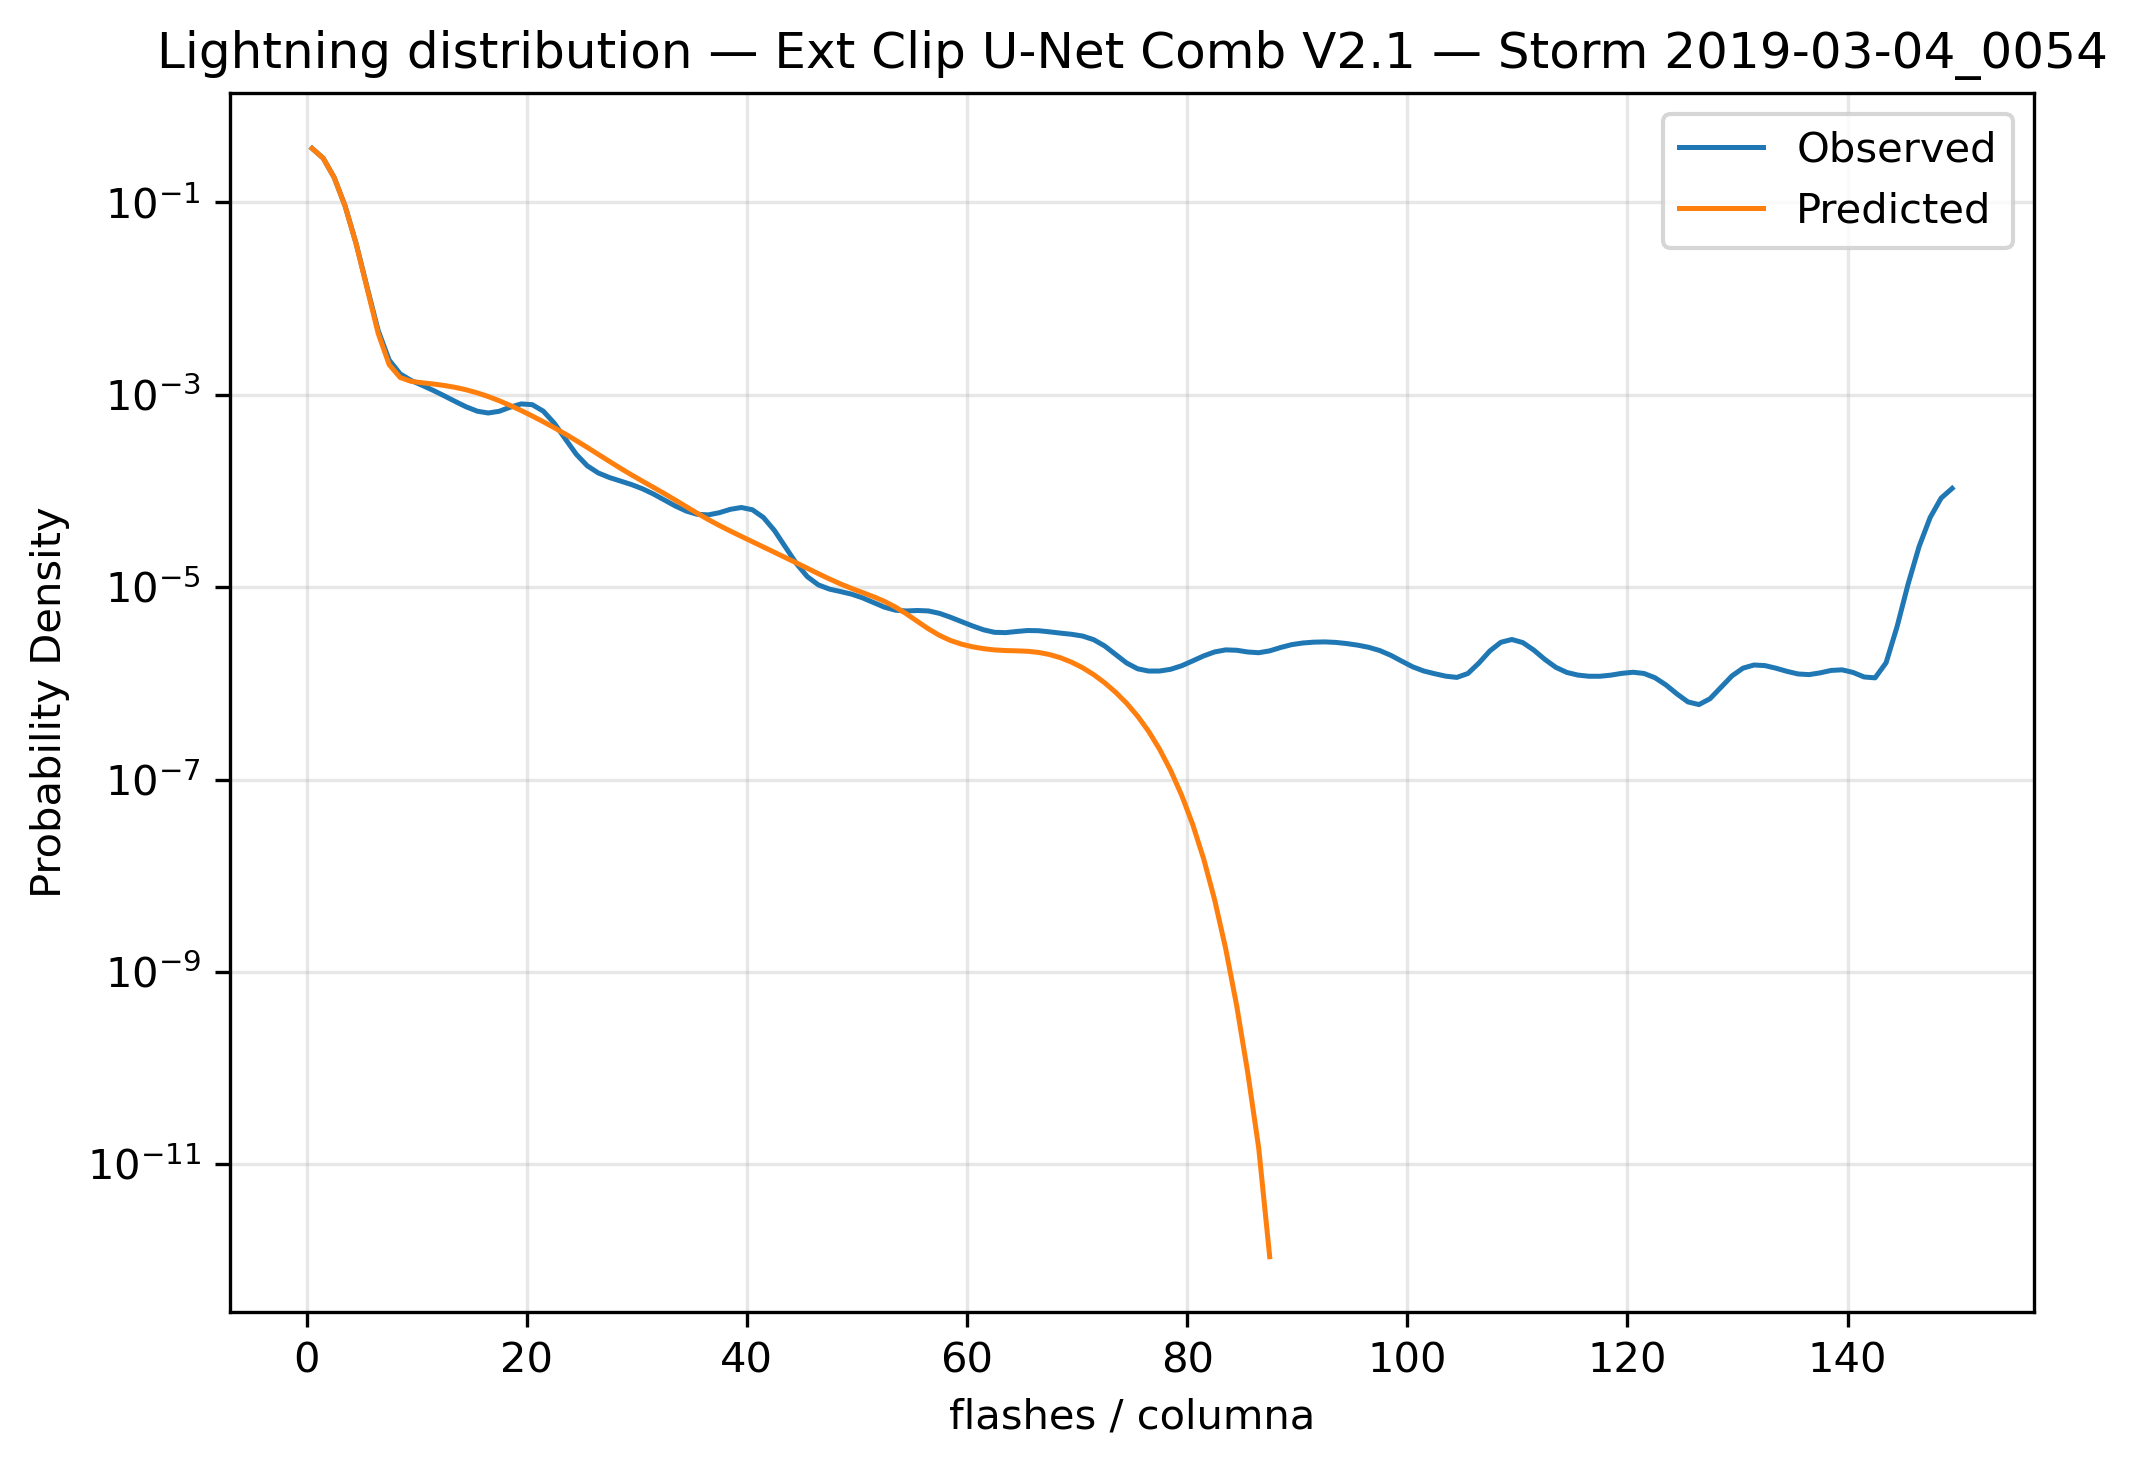 Lightning distribution — Ext Clip U-Net Comb V2.1 — Storm 2019-03-04_0054
Observed
Predicted
10⁻¹
10⁻³
10⁻⁵
10⁻⁷
10⁻⁹
10⁻¹¹
Probability Density
0 20 40 60 80 100 120 140
flashes / columna